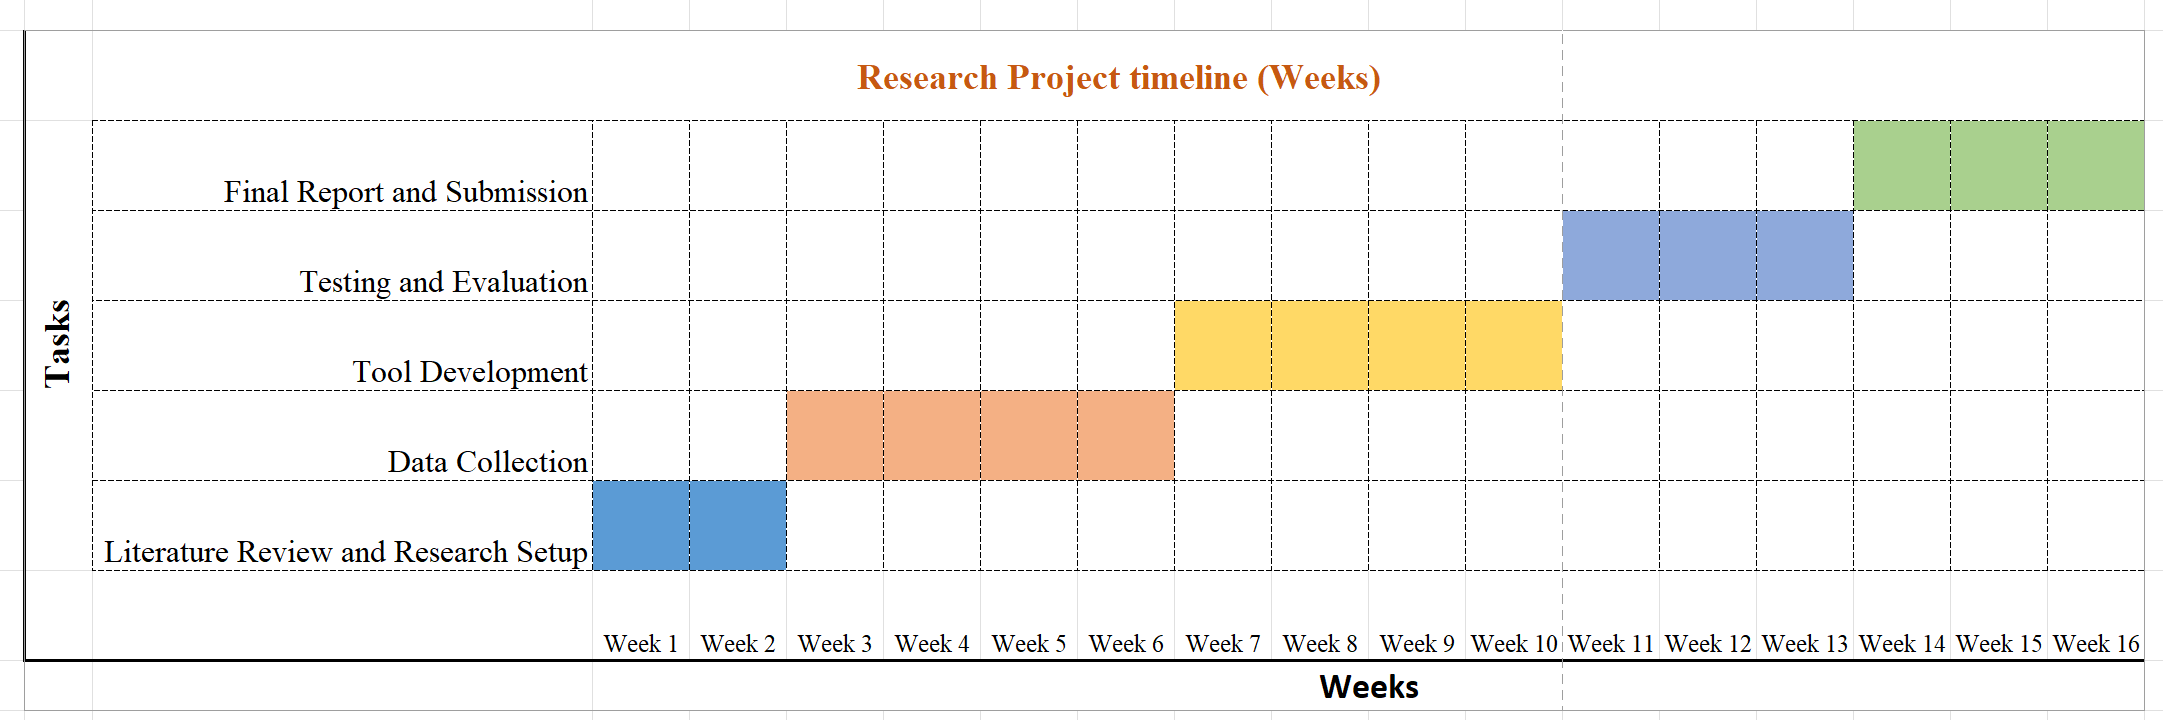 Research Project timeline (Weeks)
Tasks
Final Report and Submission
Testing and Evaluation
Tool Development
Data Collection
Literature Review and Research Setup
Week 1 Week 2 Week 3 Week 4 Week 5 Week 6 Week 7 Week 8 Week 9 Week 10 Week 11 Week 12 Week 13 Week 14 Week 15 Week 16
Weeks